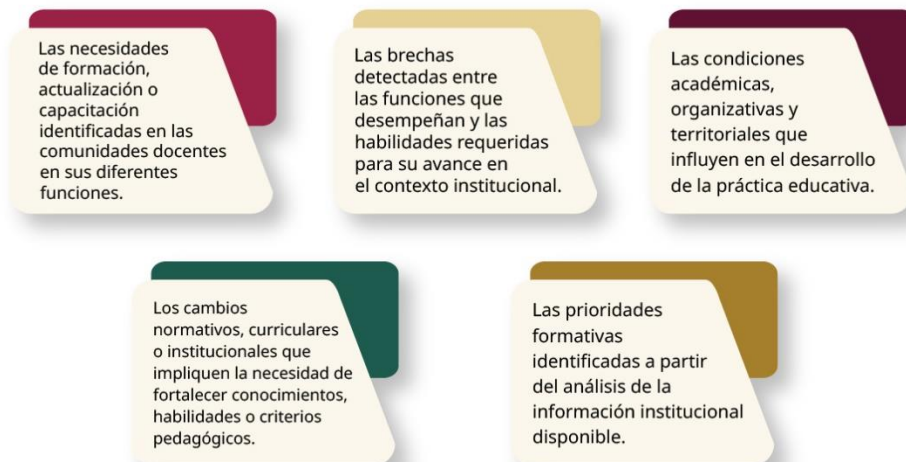 Las necesidades
de formación,
actualización o
capacitación
identificadas en las
comunidades docentes
en sus diferentes
funciones.
Las brechas
detectadas entre
las funciones que
desempeñan y las
habilidades requeridas
para su avance en
el contexto institucional.
Las condiciones
académicas,
organizativas y
territoriales que
influyen en el desarrollo
de la práctica educativa.
Los cambios
normativos, curriculares
o institucionales que
impliquen la necesidad de
fortalecer conocimientos,
habilidades o criterios
pedagógicos.
Las prioridades
formativas
identificadas a partir
del análisis de la
información institucional
disponible.